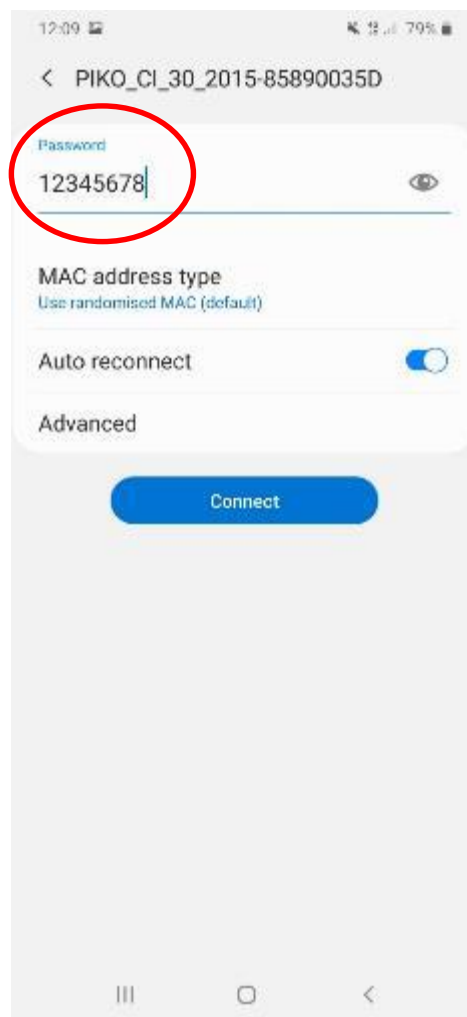 12:09 79%
PIKO_CI_30_2015-85890035D
Password
12345678
MAC address type
Use randomised MAC (default)
Auto reconnect
Advanced
Connect